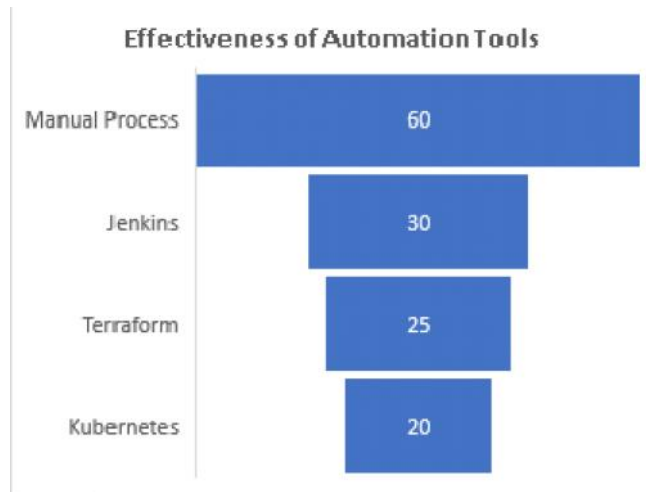 Effectiveness of Automation Tools
Manual Process 60
Jenkins 30
Terraform 25
Kubernetes 20